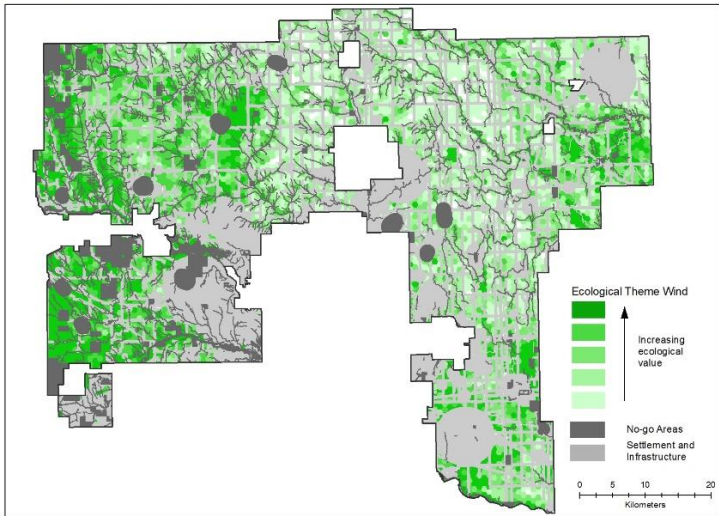 Ecological Theme Wind
Increasing
ecological
value
No-go Areas
Settlement and
Infrastructure
0 5 10 20
Kilometers